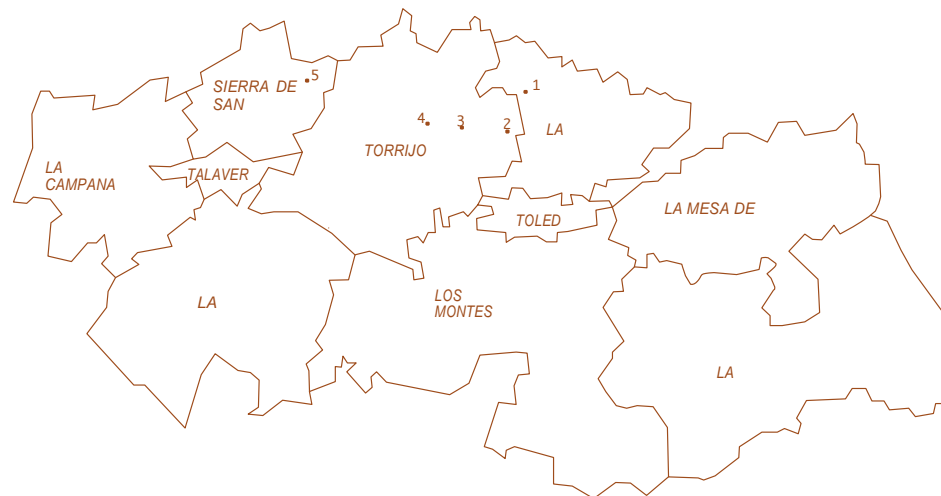 SIERRA DE
SAN
5
1
4
3
2
LA
TORRIJO
LA
CAMPANA
TALAVER
LA MESA DE
TOLED
LA
LOS
MONTES
LA